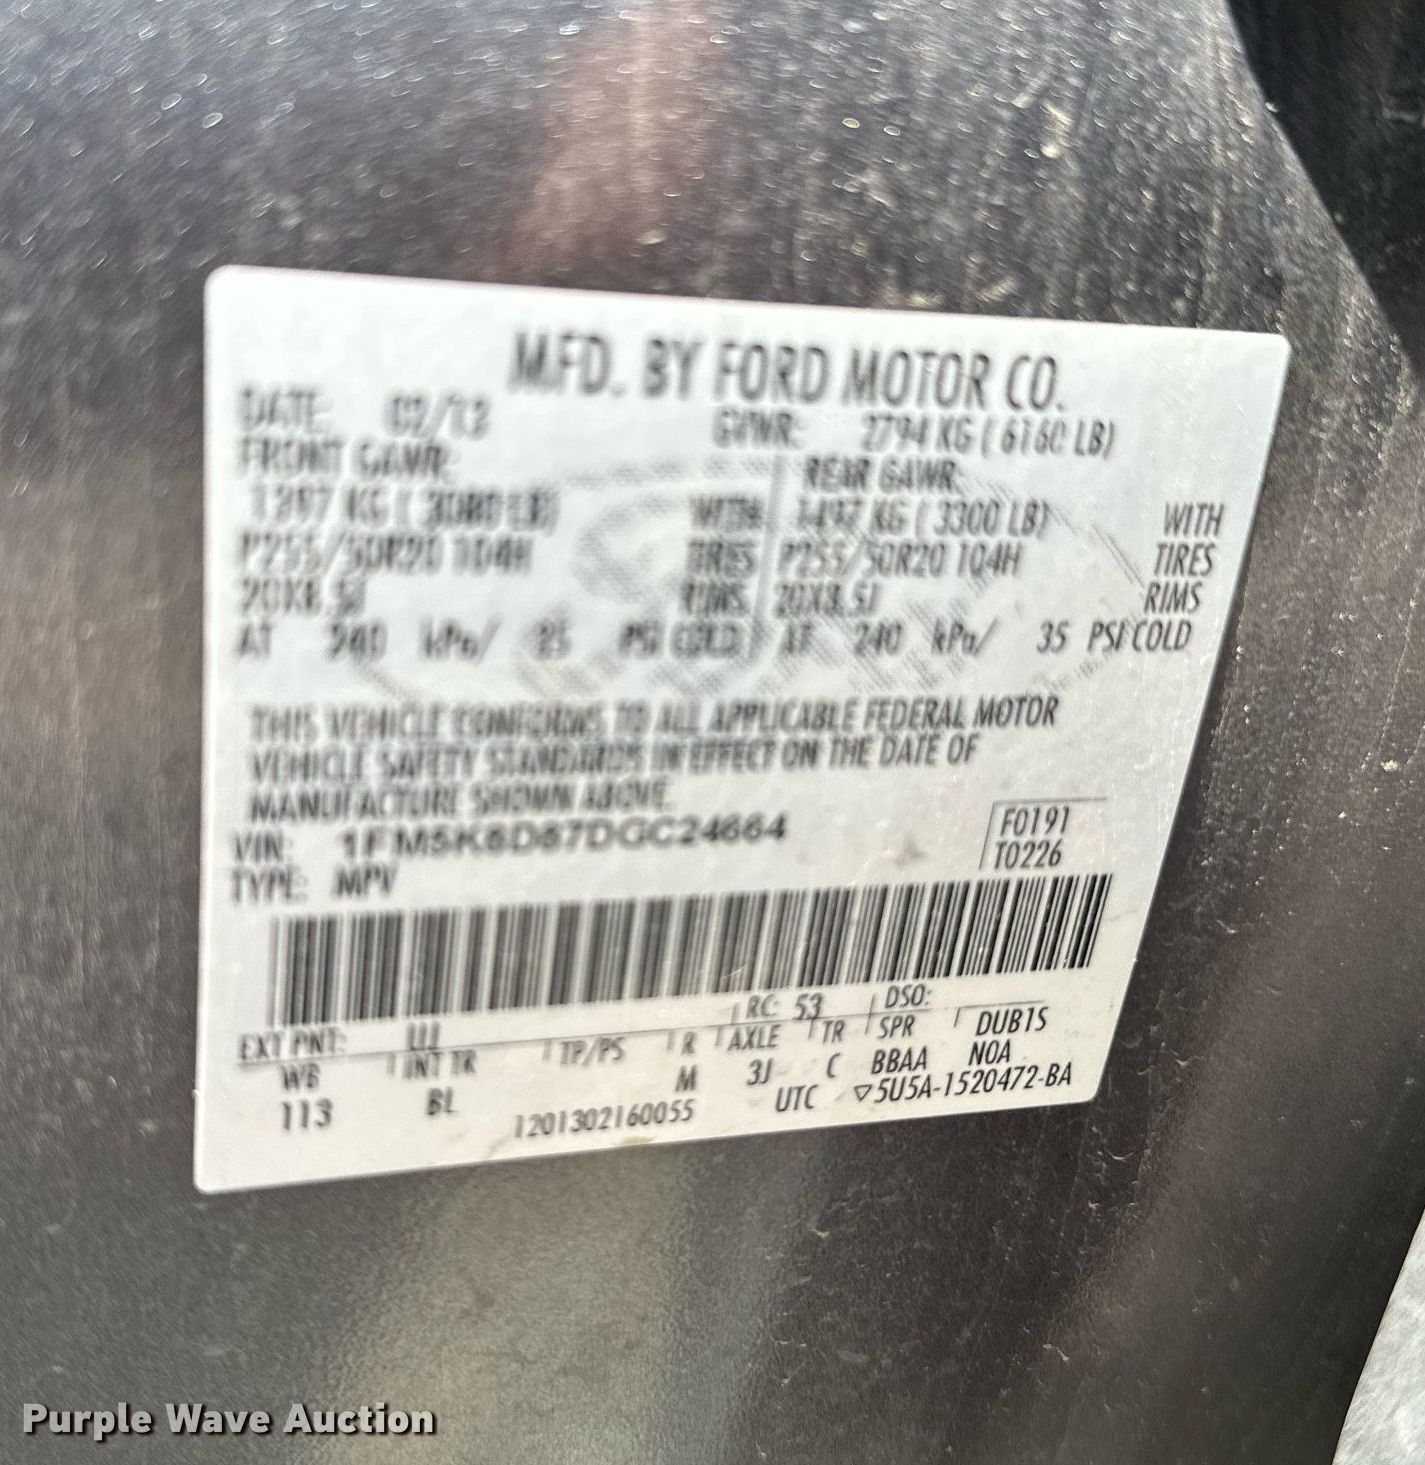 MFD. BY FORD MOTOR CO.
DATE: 02/13 GVWR: 2794 KG ( 6160 LB)
FRONT GAWR: REAR GAWR:
1397 KG ( 3080 LB) WITH 1497 KG ( 3300 LB) WITH
P255/50R20 104H TIRES P255/50R20 104H TIRES
20X8.5J RIMS 20X8.5J RIMS
AT 240 kPa/ 35 PSI COLD AT 240 kPa/ 35 PSI COLD
THIS VEHICLE CONFORMS TO ALL APPLICABLE FEDERAL MOTOR
VEHICLE SAFETY STANDARDS IN EFFECT ON THE DATE OF
MANUFACTURE SHOWN ABOVE.
VIN:
F0191
TYPE: MPV
T0226
EXT PNT: RC: 53 DSO:
WB INT TR TP/PS R AXLE TR SPR DUB1S
113 BL M 3J C BBAA NOA
1201302160055 UTC ▽5U5A-1520472-BA
Purple Wave Auction